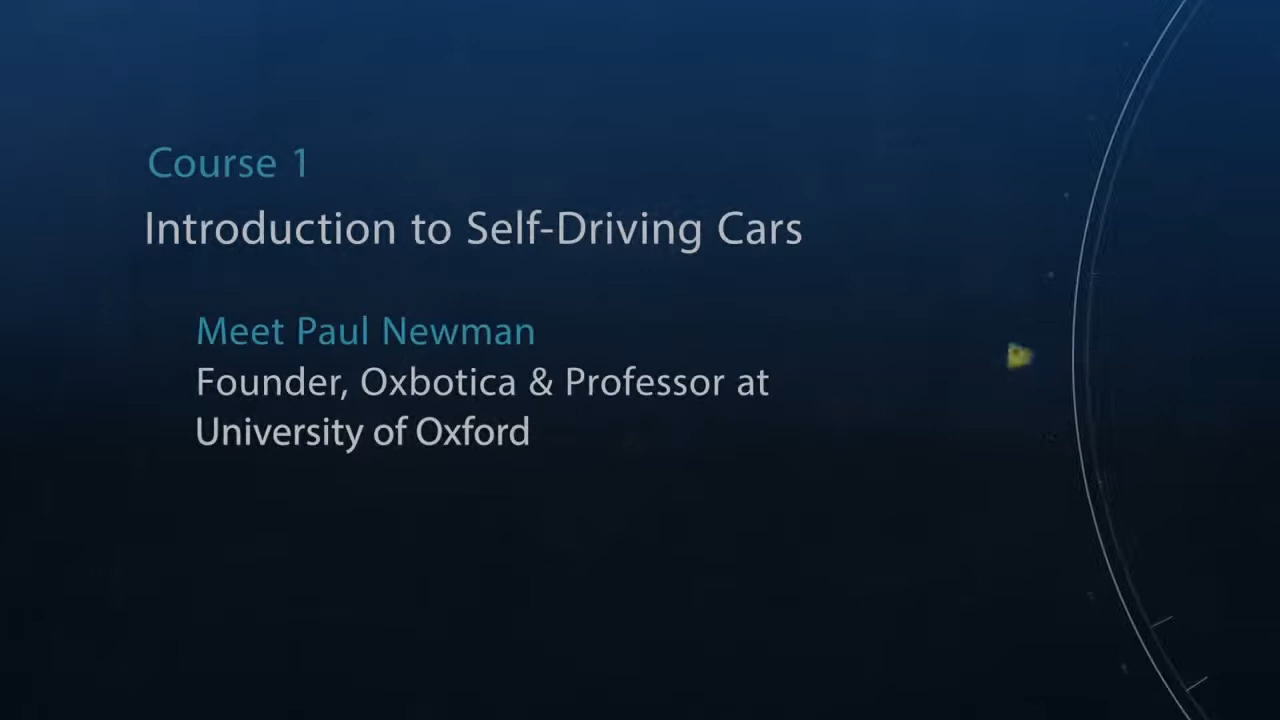 Course 1
Introduction to Self-Driving Cars
Meet Paul Newman
Founder, Oxbotica & Professor at
University of Oxford